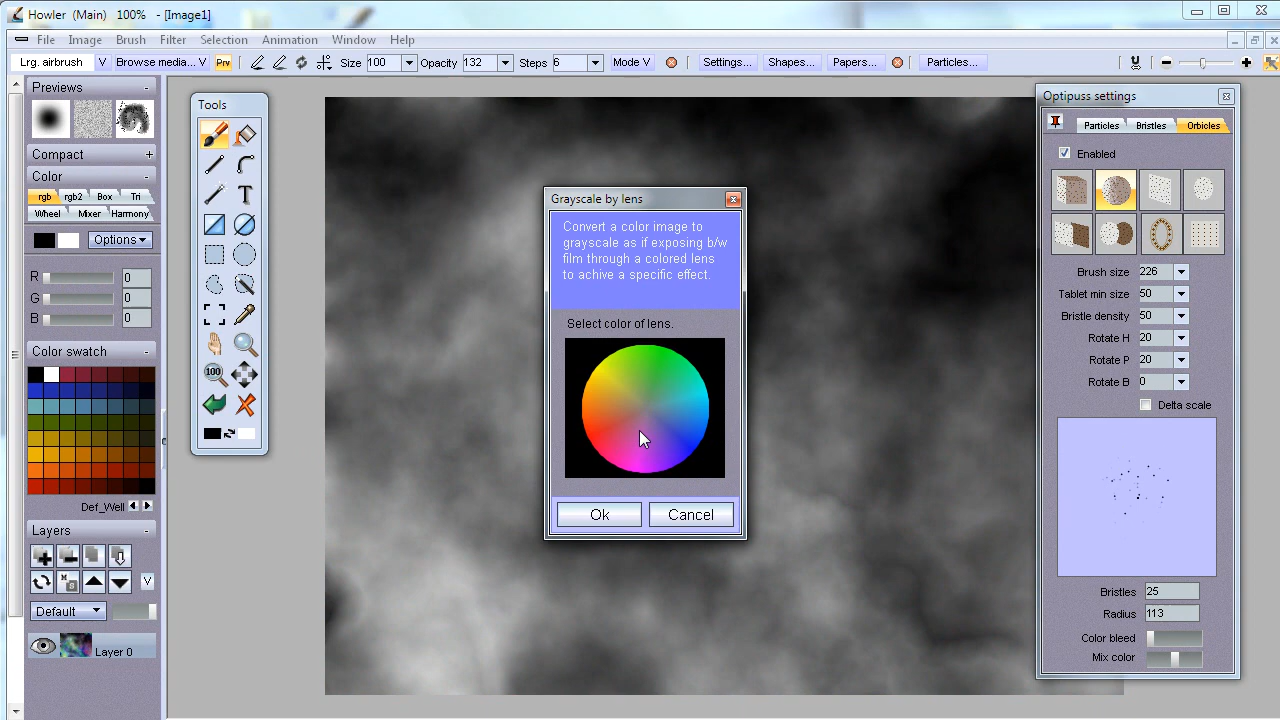 Howler (Main) 100% - [Image1]
File Image Brush Filter Selection Animation Window Help
Lrg. airbrush V Browse media... V Prv Size 100 Opacity 132 Steps 6 Mode V Settings... Shapes... Papers... Particles...
Previews -
Compact +
Color -
rgb rgb2 Box Tri
Wheel Mixer Harmony
Options
R 0
G 0
B 0
Color swatch -
Def_Well
Layers -
M S V
Default
Layer 0
Tools
T
100
Grayscale by lens
Convert a color image to
grayscale as if exposing b/w
film through a colored lens
to achive a specific effect.
Select color of lens.
Ok Cancel
Optipuss settings
Particles Bristles Orbicles
Enabled
Brush size 226
Tablet min size 50
Bristle density 50
Rotate H 20
Rotate P 20
Rotate B 0
Delta scale
Bristles 25
Radius 113
Color bleed
Mix color